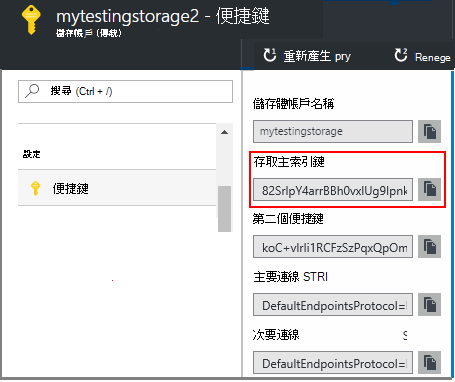 mytestingstorage2 - 便捷鍵
儲存帳戶 (傳統)
重新產生 pry
Renege
搜尋 (Ctrl + /)
設定
便捷鍵
儲存體帳戶名稱
mytestingstorage
存取主索引鍵
82SrlpY4arrBBh0vxlUg9lpnk
第二個便捷鍵
koC+vlrli1RCFzSzPqxQpOm
主要連線 STRI
DefaultEndpointsProtocol=
次要連線 S
DefaultEndpointsProtocol=